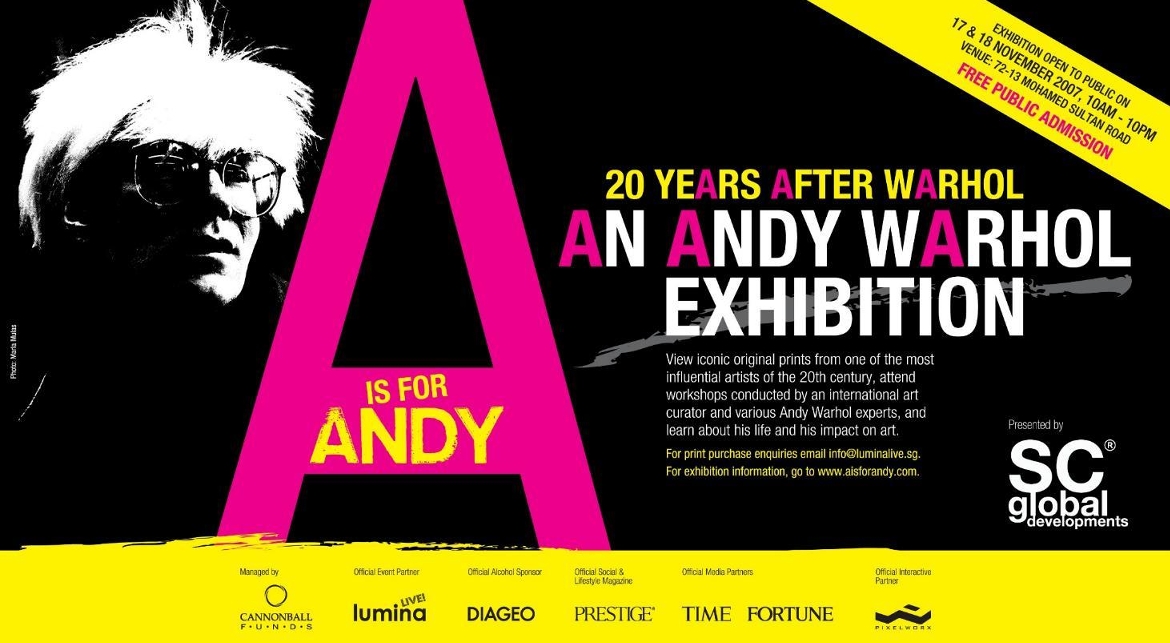 EXHIBITION OPEN TO PUBLIC ON
17 & 18 NOVEMBER 2007, 10AM - 10PM
VENUE: 72-13 MOHAMED SULTAN ROAD
FREE PUBLIC ADMISSION
20 YEARS AFTER WARHOL
AN ANDY WARHOL
EXHIBITION
A
IS FOR
ANDY
View iconic original prints from one of the most
influential artists of the 20th century, attend
workshops conducted by an international art
curator and various Andy Warhol experts, and
learn about his life and his impact on art.
For print purchase enquiries email info@luminalive.sg.
For exhibition information, go to www.aisforandy.com.
Photo: Maria Mulas
Presented by
SC®
global
developments
Managed by
CANNONBALL
F·U·N·D·S
Official Event Partner
LIVE!
lumina
Official Alcohol Sponsor
DIAGEO
Official Social &
Lifestyle Magazine
PRESTIGE
Official Media Partners
TIME FORTUNE
Official Interactive
Partner
PIXELWORX